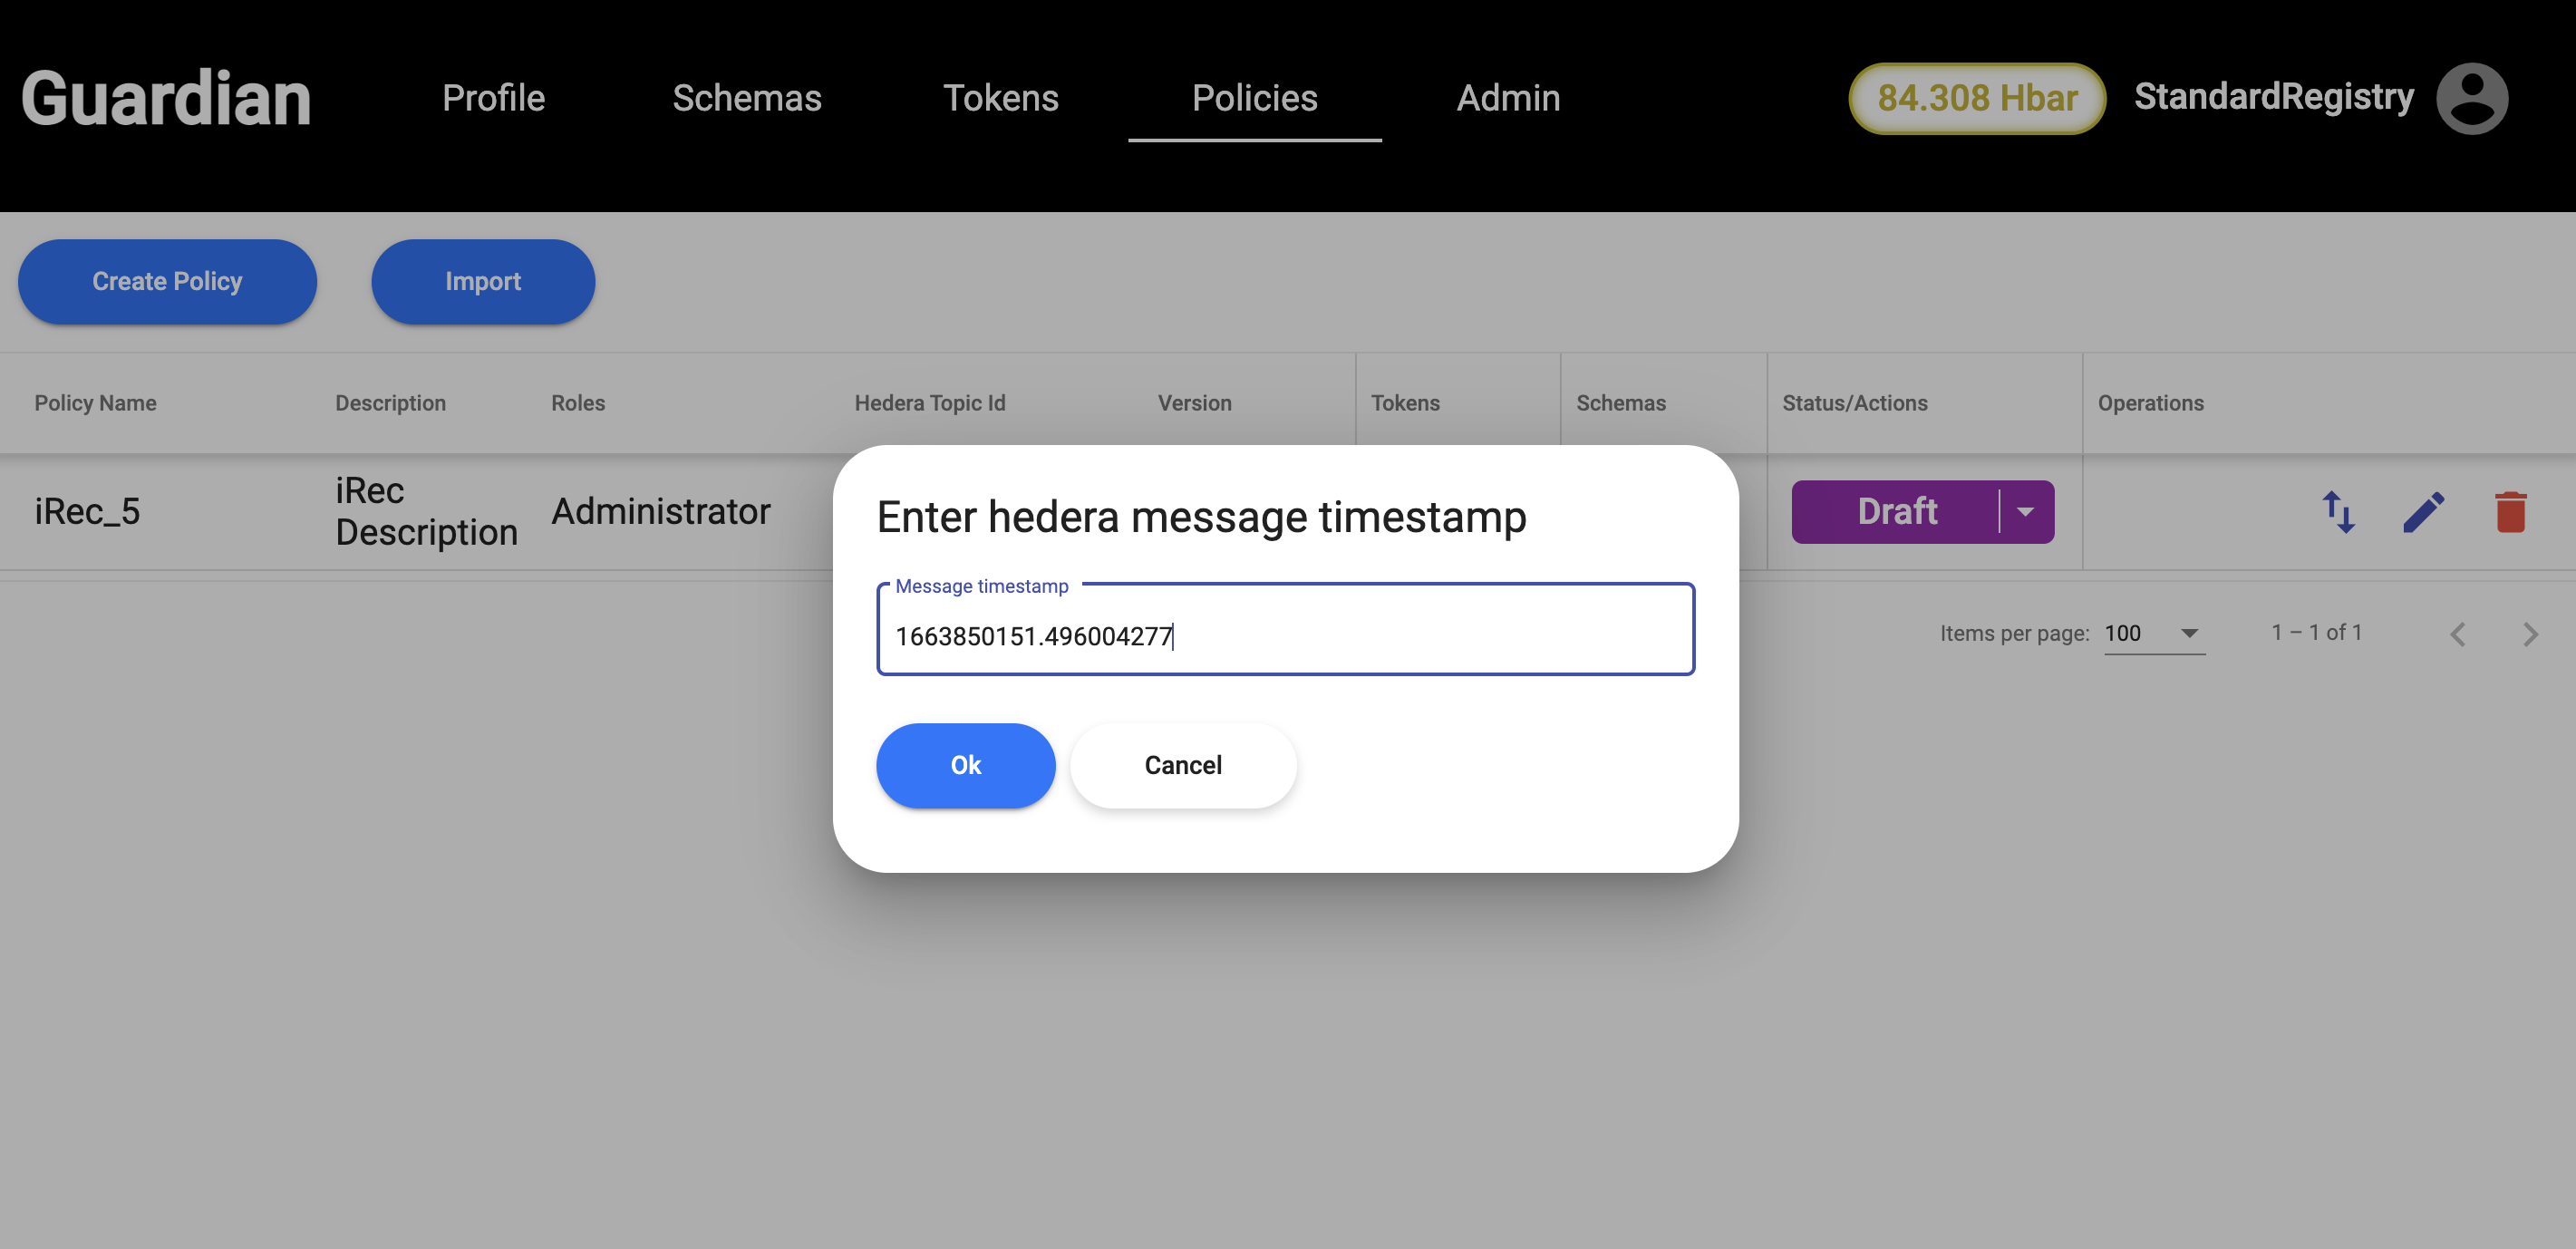 Guardian
Profile
Schemas
Tokens
Policies
Admin
84.308 Hbar
StandardRegistry
Create Policy
Import
Policy Name
Description
Roles
Hedera Topic Id
Version
Tokens
Schemas
Status/Actions
Operations
iRec_5
iRec
Description
Administrator
Draft
Enter hedera message timestamp
Message timestamp
1663850151.496004277
Ok
Cancel
Items per page:
100
1 – 1 of 1